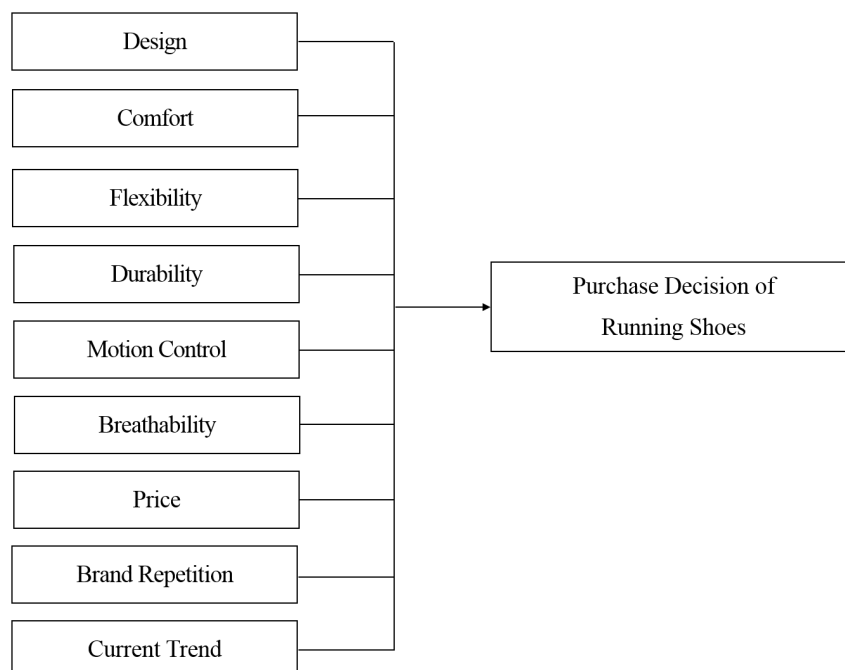 Design
Comfort
Flexibility
Durability
Motion Control
Breathability
Price
Brand Repetition
Current Trend
Purchase Decision of
Running Shoes